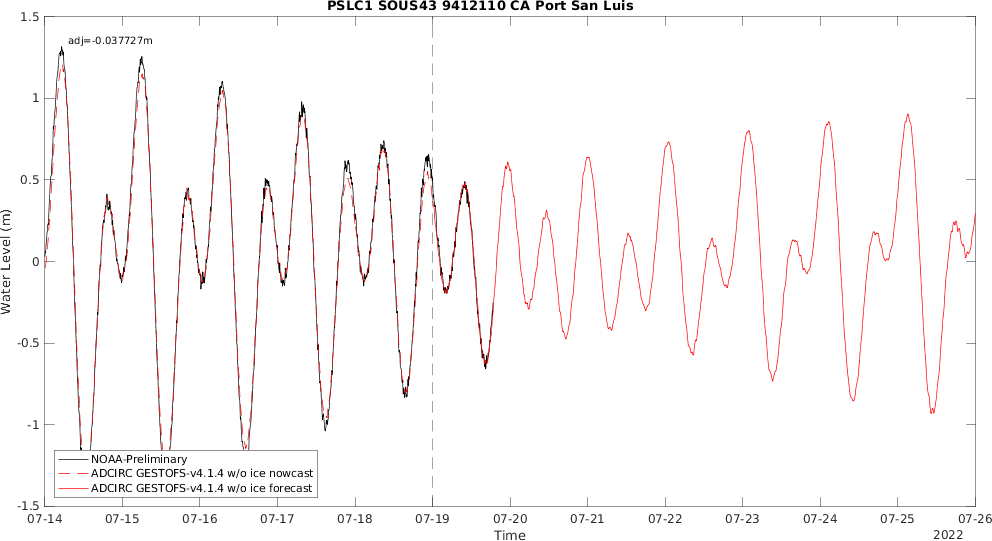 PSLC1 SOUS43 9412110 CA Port San Luis
adj=-0.037727m
1.5
1
0.5
0
-0.5
-1
-1.5
Water Level (m)
NOAA-Preliminary
ADCIRC GESTOFS-v4.1.4 w/o ice nowcast
ADCIRC GESTOFS-v4.1.4 w/o ice forecast
07-14 07-15 07-16 07-17 07-18 07-19 07-20 07-21 07-22 07-23 07-24 07-25 07-26
Time
2022